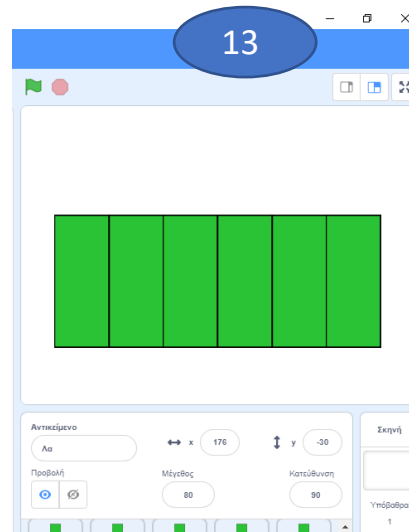 13
Αντικείμενο
Λα
x 176
y -30
Σκηνή
Προβολή
Μέγεθος
Κατεύθυνση
80
90
Υπόβαθρα
1